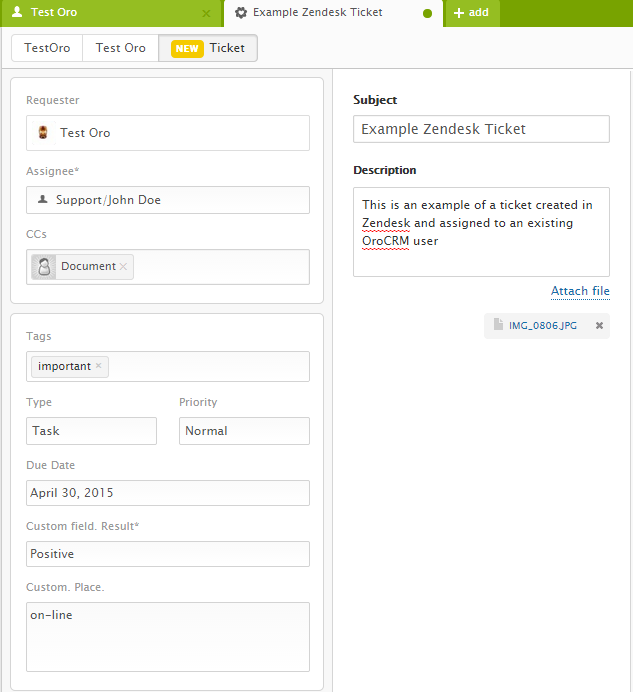 Test Oro ×
Example Zendesk Ticket
+ add
TestOro
Test Oro
NEW Ticket
Requester
Test Oro
Assignee*
Support/John Doe
CCs
Document ×
Tags
important ×
Type
Priority
Task
Normal
Due Date
April 30, 2015
Custom field. Result*
Positive
Custom. Place.
on-line
Subject
Example Zendesk Ticket
Description
This is an example of a ticket created in
Zendesk and assigned to an existing
OroCRM user
Attach file
IMG_0806.JPG ×